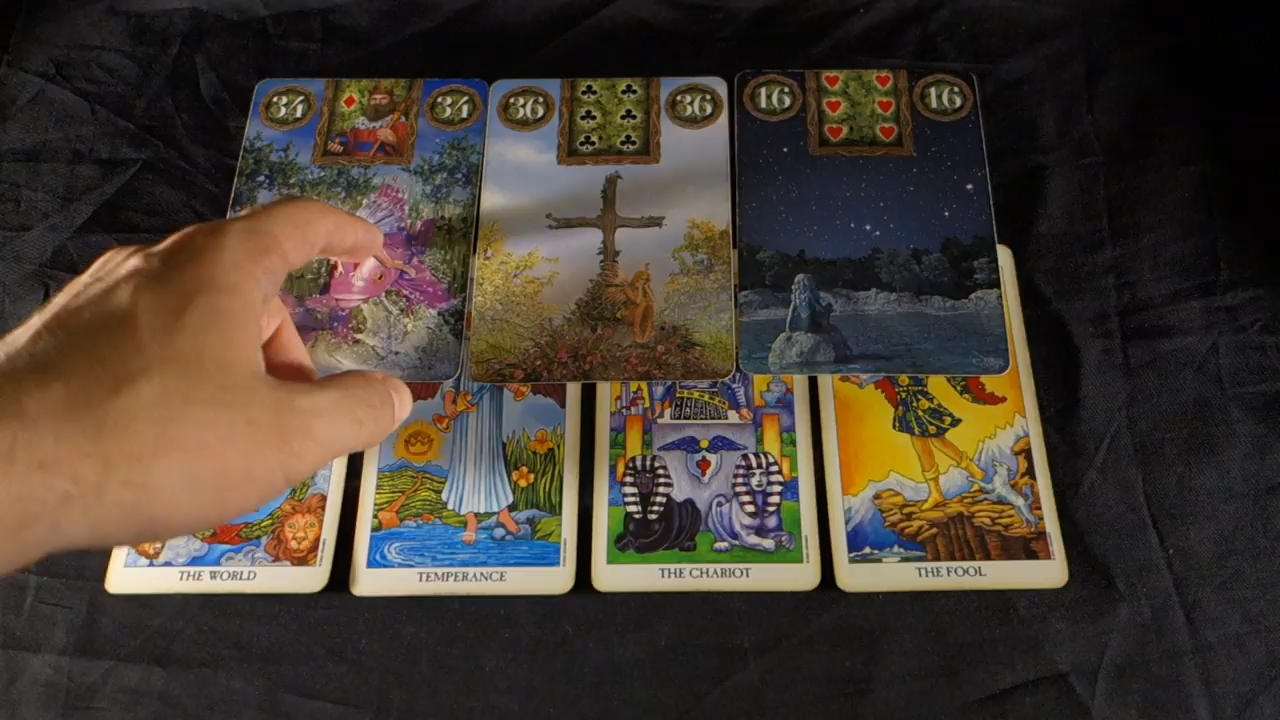 34 34
36 36
16 16
THE WORLD
TEMPERANCE
THE CHARIOT
THE FOOL